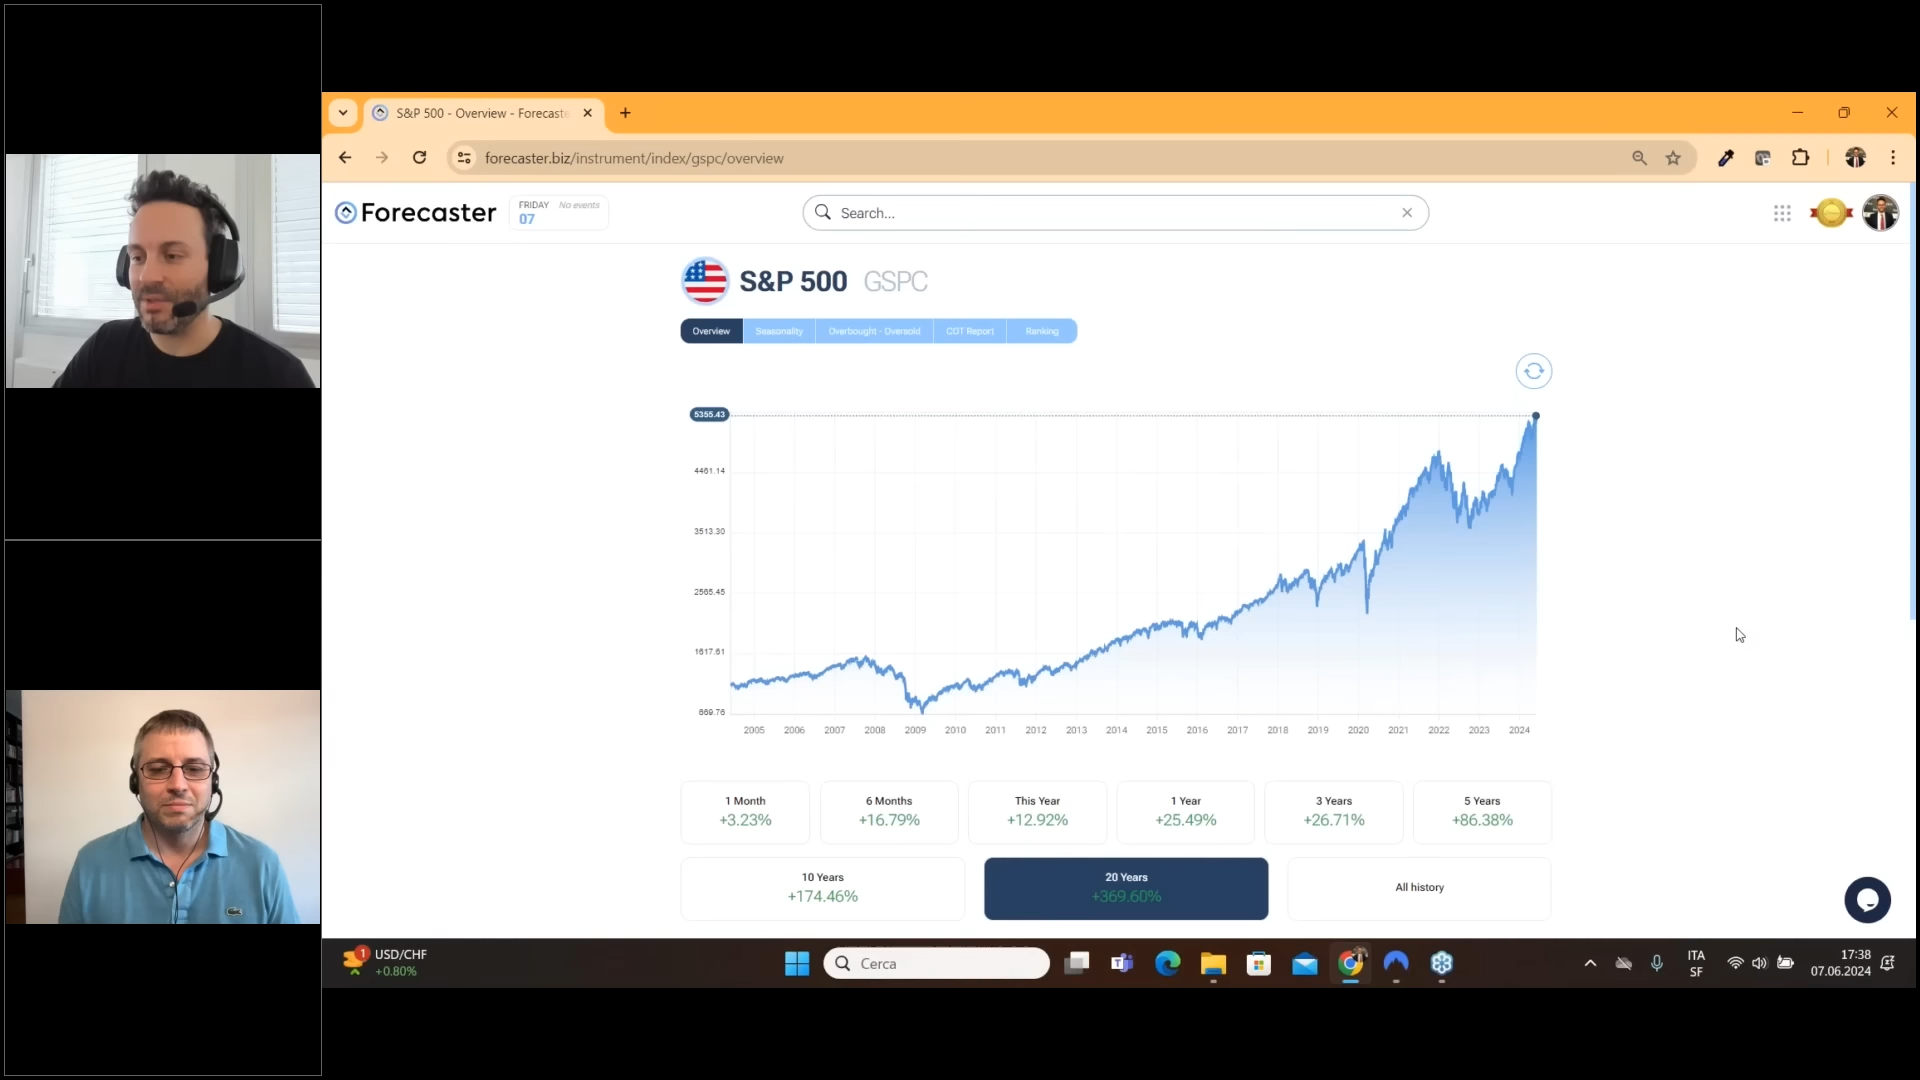 S&P 500 - Overview - Forecaste
forecaster.biz/instrument/index/gspc/overview
Forecaster
FRIDAY No events
07
Search...
S&P 500 GSPC
Overview Seasonality Overbought - Oversold COT Report Ranking
5355.43
4461.14
3513.30
2565.45
1617.61
669.76
2005 2006 2007 2008 2009 2010 2011 2012 2013 2014 2015 2016 2017 2018 2019 2020 2021 2022 2023 2024
1 Month 6 Months This Year 1 Year 3 Years 5 Years
+3.23% +16.79% +12.92% +25.49% +26.71% +86.38%
10 Years 20 Years All history
+174.46% +369.60%
1 USD/CHF
+0.80%
Cerca
ITA
SF
17:38
07.06.2024